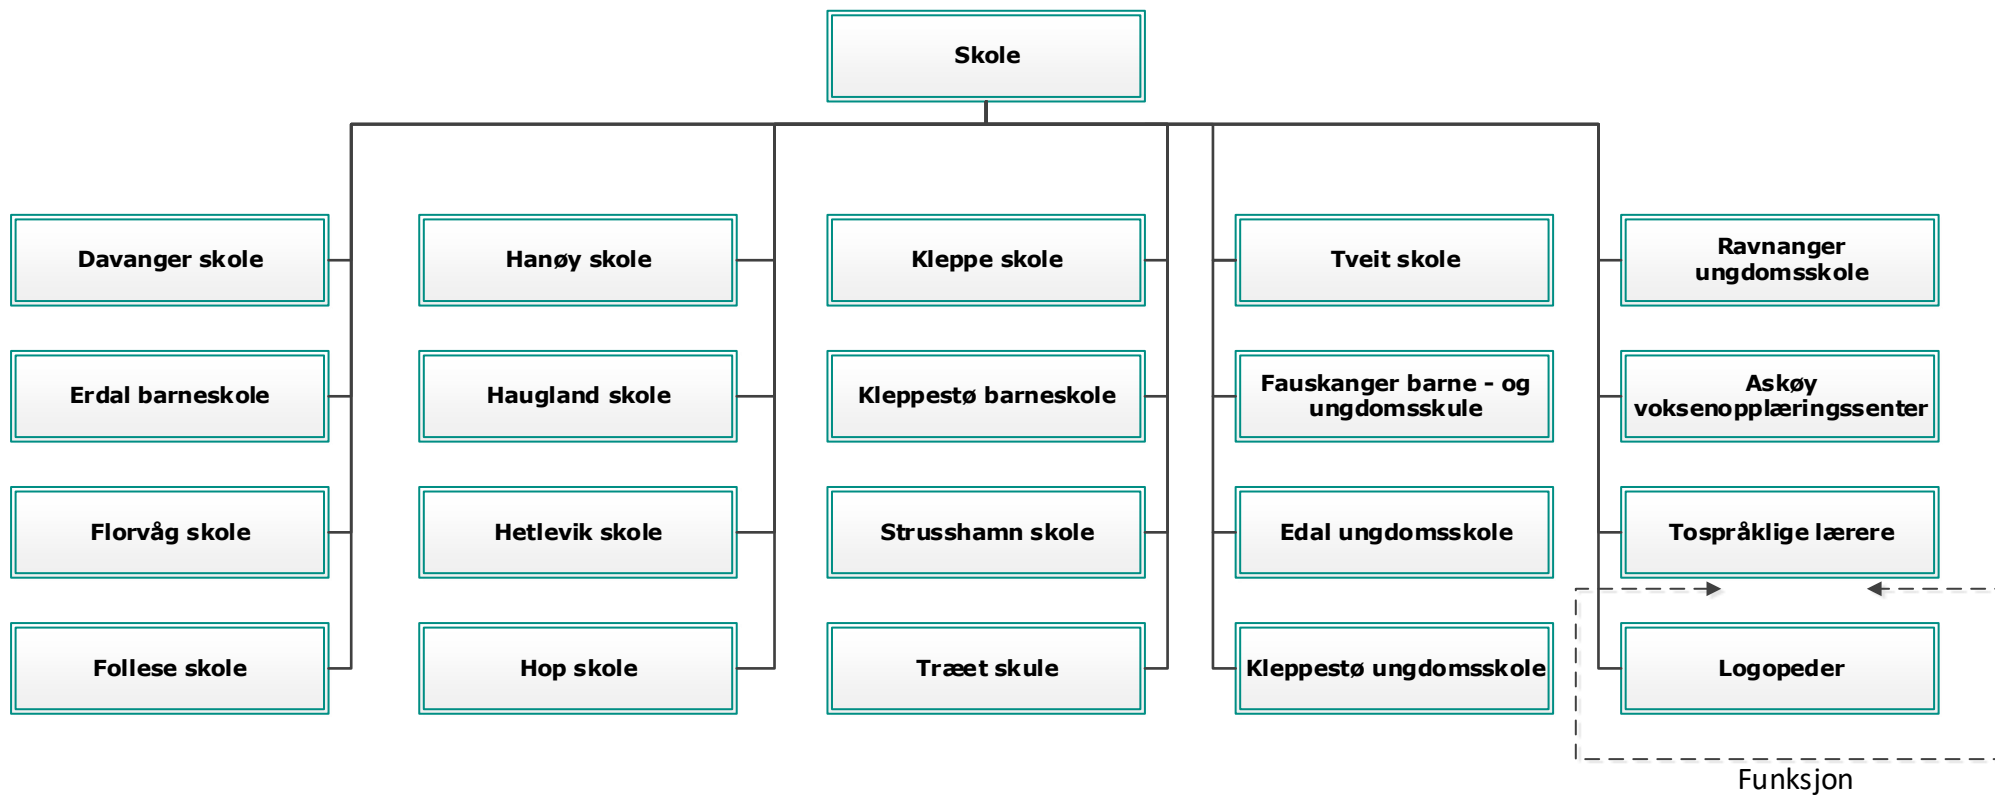 Skole
Davanger skole
Hanøy skole
Kleppe skole
Tveit skole
Ravnanger
ungdomsskole
Erdal barneskole
Haugland skole
Kleppestø barneskole
Fauskanger barne - og
ungdomsskule
Askøy
voksenopplæringssenter
Florvåg skole
Hetlevik skole
Strusshamn skole
Edal ungdomsskole
Tospråklige lærere
Follese skole
Hop skole
Træet skule
Kleppestø ungdomsskole
Logopeder
Funksjon